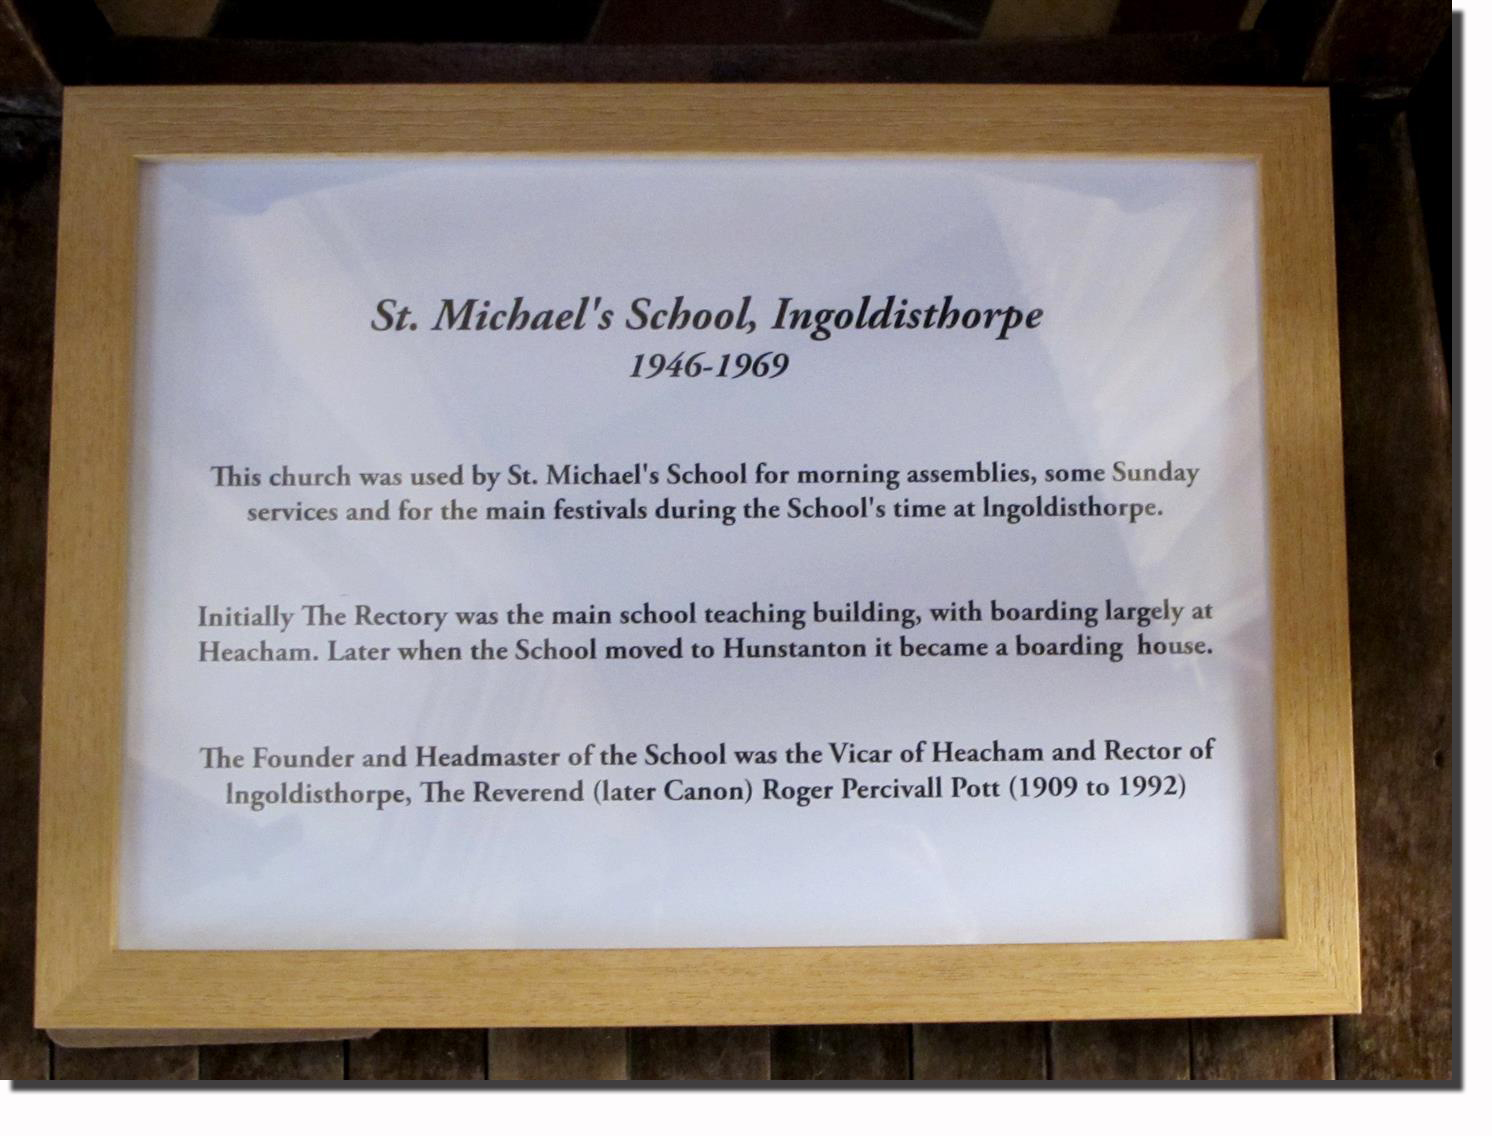 St. Michael's School, Ingoldisthorpe
1946-1969
This church was used by St. Michael's School for morning assemblies, some Sunday
services and for the main festivals during the School's time at Ingoldisthorpe.
Initially The Rectory was the main school teaching building, with boarding largely at
Heacham. Later when the School moved to Hunstanton it became a boarding house.
The Founder and Headmaster of the School was the Vicar of Heacham and Rector of
Ingoldisthorpe, The Reverend (later Canon) Roger Percivall Pott (1909 to 1992)